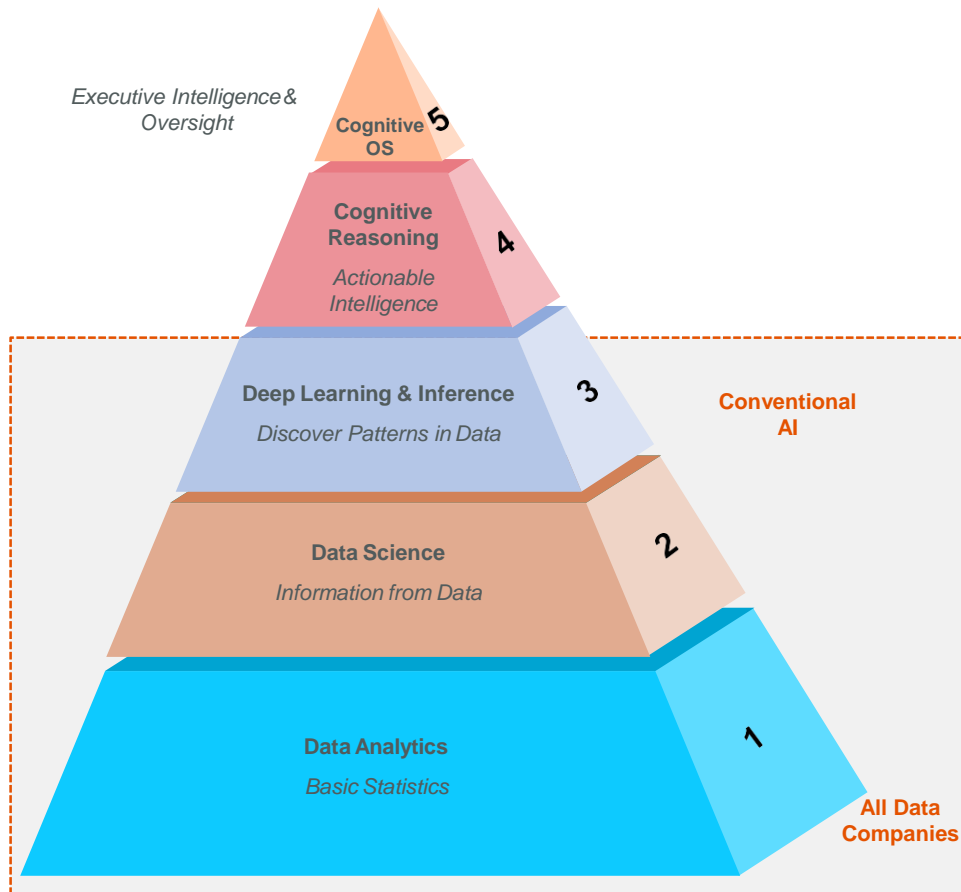 Executive Intelligence &
Oversight
5
Cognitive
OS
Cognitive
Reasoning
Actionable
Intelligence
4
Deep Learning & Inference
Discover Patterns in Data
3
Conventional
AI
Data Science
Information from Data
2
Data Analytics
Basic Statistics
1
All Data
Companies